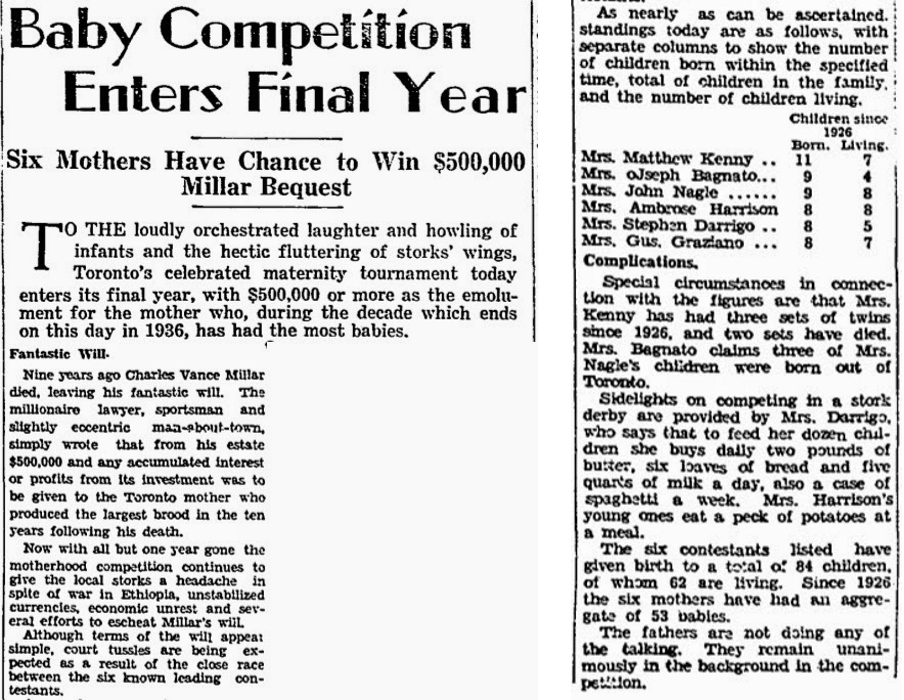 Baby Competition
Enters Final Year
Six Mothers Have Chance to Win $500,000
Millar Bequest
TO THE loudly orchestrated laughter and howling of
infants and the hectic fluttering of storks' wings,
Toronto's celebrated maternity tournament today
enters its final year, with $500,000 or more as the emolu-
ment for the mother who, during the decade which ends
on this day in 1936, has had the most babies.
Fantastic Will.
Nine years ago Charles Vance Millar
died, leaving his fantastic will. The
millionaire lawyer, sportsman and
slightly eccentric man-about-town,
simply wrote that from his estate
$500,000 and any accumulated interest
or profits from its investment was to
be given to the Toronto mother who
produced the largest brood in the ten
years following his death.
Now with all but one year gone the
motherhood competition continues to
give the local storks a headache in
spite of war in Ethiopia, unstabilized
currencies, economic unrest and sev-
eral efforts to escheat Millar's will.
Although terms of the will appear
simple, court tussles are being ex-
pected as a result of the close race
between the six known leading con-
testants.
As nearly as can be ascertained,
standings today are as follows, with
separate columns to show the number
of children born within the specified
time, total of children in the family,
and the number of children living.
Children since
1926
Born. Living.
Mrs. Matthew Kenny .. 11 7
Mrs. oJseph Bagnato... 9 4
Mrs. John Nagle ...... 9 8
Mrs. Ambrose Harrison 8 8
Mrs. Stephen Darrigo .. 8 5
Mrs. Gus. Graziano ... 8 7
Complications.
Special circumstances in connec-
tion with the figures are that Mrs.
Kenny has had three sets of twins
since 1926, and two sets have died.
Mrs. Bagnato claims three of Mrs.
Nagle's children were born out of
Toronto.
Sidelights on competing in a stork
derby are provided by Mrs. Darrigo,
who says that to feed her dozen chil-
dren she buys daily two pounds of
butter, six loaves of bread and five
quarts of milk a day, also a case of
spaghetti a week. Mrs. Harrison's
young ones eat a peck of potatoes at
a meal.
The six contestants listed have
given birth to a total of 84 children,
of whom 62 are living. Since 1926
the six mothers have had an aggre-
gate of 53 babies.
The fathers are not doing any of
the talking. They remain unani-
mously in the background in the com-
petition.